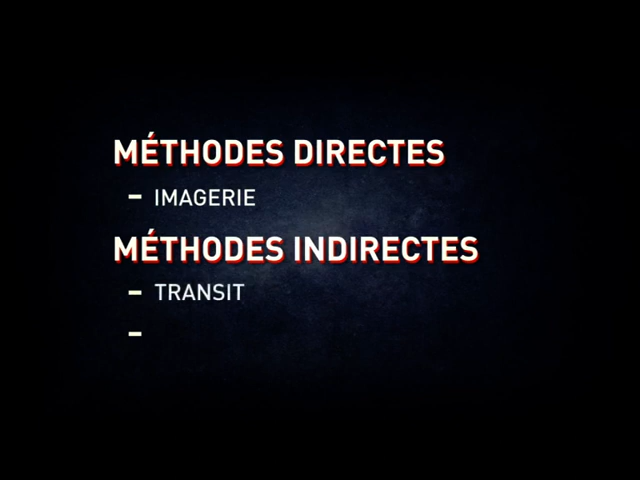 MÉTHODES DIRECTES
– IMAGERIE
MÉTHODES INDIRECTES
– TRANSIT
–